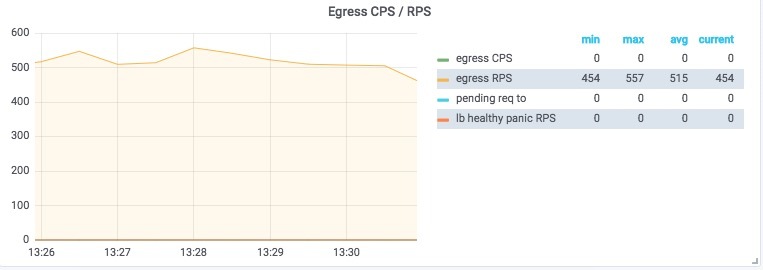 Egress CPS / RPS
min max avg current
egress CPS 0 0 0 0
egress RPS 454 557 515 454
pending req to 0 0 0 0
lb healthy panic RPS 0 0 0 0
600
500
400
300
200
100
0
13:26 13:27 13:28 13:29 13:30